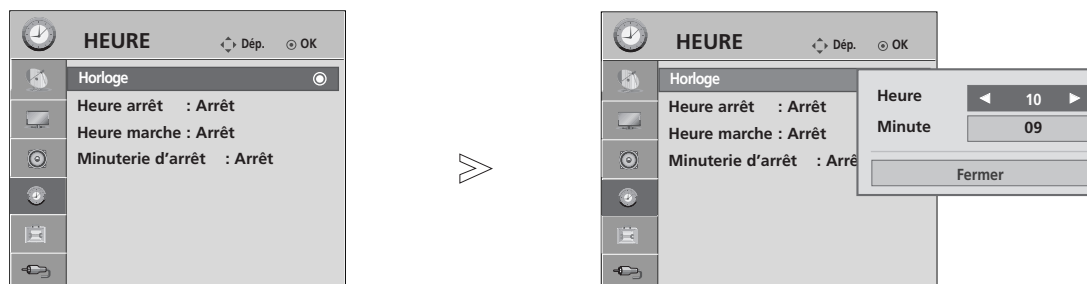 HEURE Dép. OK
Horloge
Heure arrêt : Arrêt
Heure marche : Arrêt
Minuterie d’arrêt : Arrêt
HEURE Dép. OK
Horloge
Heure arrêt : Arrêt
Heure marche : Arrêt
Minuterie d’arrêt : Arrê
Heure 10
Minute 09
Fermer